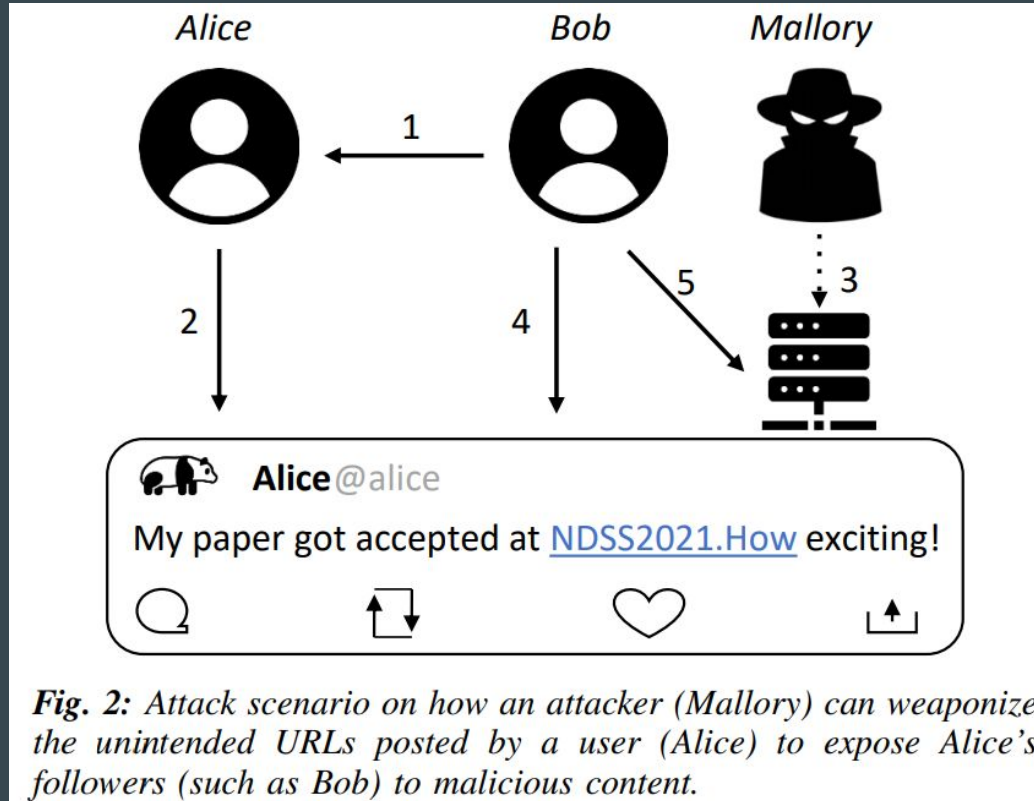 Alice
Bob
Mallory
1
2
3
4
5
Alice@alice
My paper got accepted at NDSS2021.How exciting!
Fig. 2: Attack scenario on how an attacker (Mallory) can weaponize
the unintended URLs posted by a user (Alice) to expose Alice's
followers (such as Bob) to malicious content.